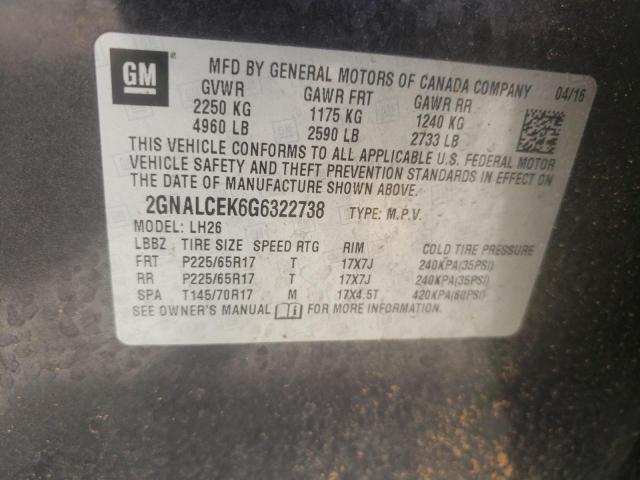 GM
MFD BY GENERAL MOTORS OF CANADA COMPANY 04/16
GVWR GAWR FRT GAWR RR
2250 KG 1175 KG 1240 KG
4960 LB 2590 LB 2733 LB
THIS VEHICLE CONFORMS TO ALL APPLICABLE U.S. FEDERAL MOTOR
VEHICLE SAFETY AND THEFT PREVENTION STANDARDS IN EFFECT ON
THE DATE OF MANUFACTURE SHOWN ABOVE.
2GNALCEK6G6322738 TYPE: M.P.V.
MODEL: LH26
LBBZ TIRE SIZE SPEED RTG RIM COLD TIRE PRESSURE
FRT P225/65R17 T 17X7J 240KPA(35PSI)
RR P225/65R17 T 17X7J 240KPA(35PSI)
SPA T145/70R17 M 17X4.5T 420KPA(60PSI)
SEE OWNER'S MANUAL FOR MORE INFORMATION.